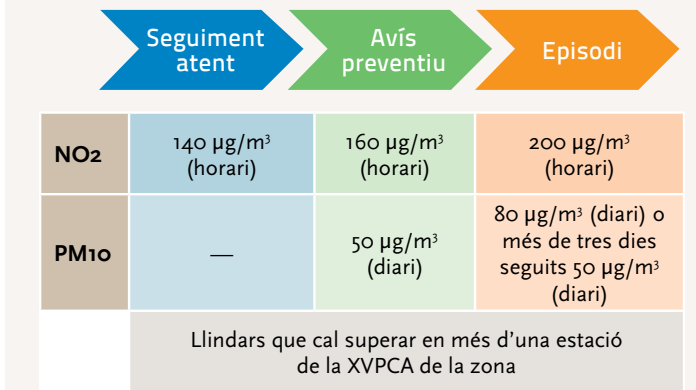 Seguiment
atent
Avís
preventiu
Episodi
NO2
140 µg/m³
(horari)
160 µg/m³
(horari)
200 µg/m³
(horari)
PM10
—
50 µg/m³
(diari)
80 µg/m³ (diari) o
més de tres dies
seguits 50 µg/m³
(diari)
Llindars que cal superar en més d'una estació
de la XVPCA de la zona